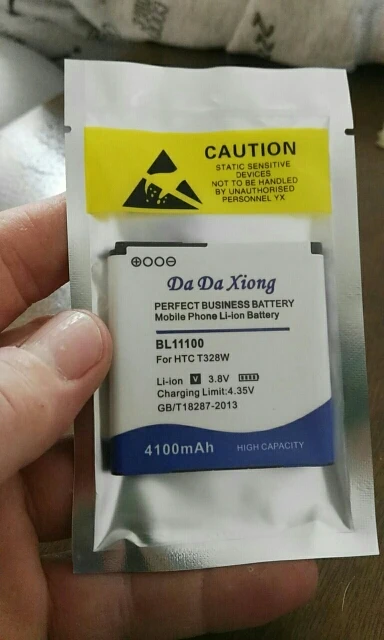 CAUTION
STATIC SENSITIVE
DEVICES
NOT TO BE HANDLED
BY UNAUTHORISED
PERSONNEL YX
Da Da Xiong
PERFECT BUSINESS BATTERY
Mobile Phone Li-ion Battery
BL11100
For HTC T328W
Li-ion V 3.8V
Charging Limit:4.35V
GB/T18287-2013
4100mAh HIGH CAPACITY